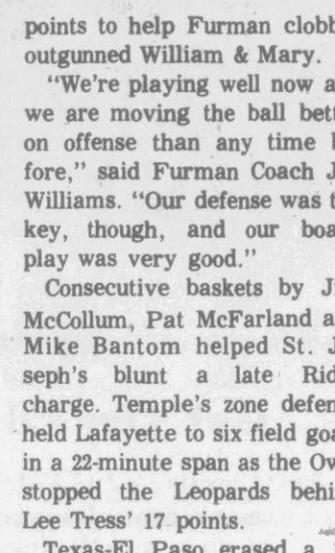 points to help Furman clobb
outgunned William & Mary.
"We're playing well now a
we are moving the ball bett
on offense than any time b
fore," said Furman Coach J
Williams. "Our defense was t
key, though, and our boa
play was very good."
Consecutive baskets by J
McCollum, Pat McFarland a
Mike Bantom helped St. J
seph's blunt a late Rid
charge. Temple's zone defen
held Lafayette to six field goa
in a 22-minute span as the Ow
stopped the Leopards behi
Lee Tress' 17 points.
Texas-El Paso erased a